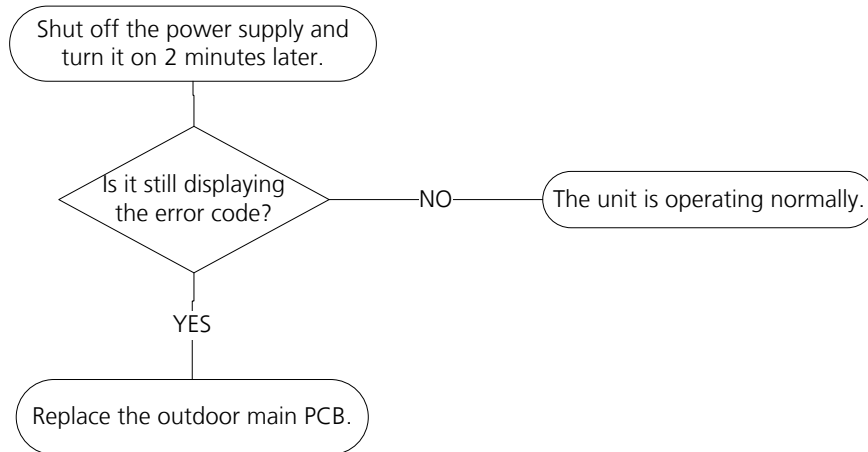 Shut off the power supply and
turn it on 2 minutes later.
Is it still displaying
the error code?
NO
The unit is operating normally.
YES
Replace the outdoor main PCB.